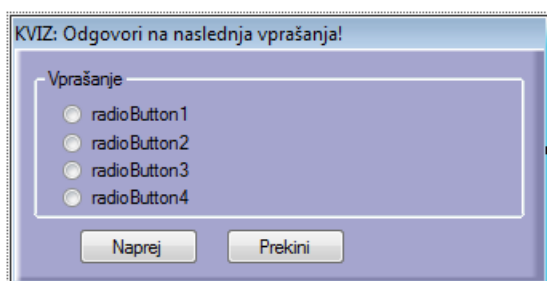 KVIZ: Odgovori na naslednja vprašanja!
Vprašanje
radioButton1
radioButton2
radioButton3
radioButton4
Naprej Prekini